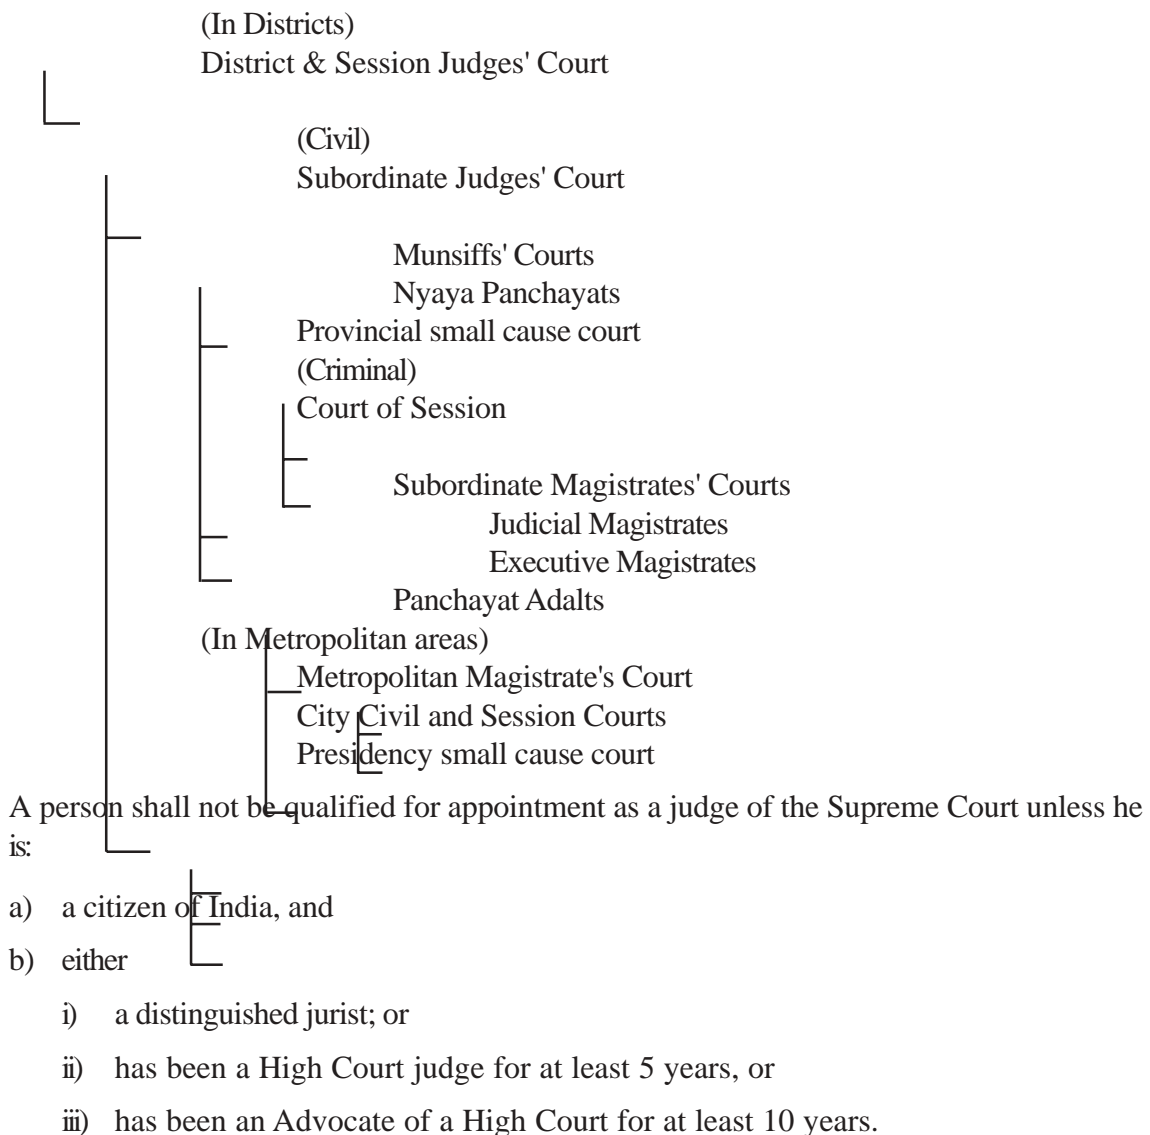 (In Districts)
District & Session Judges' Court
(Civil)
Subordinate Judges' Court
Munsiffs' Courts
Nyaya Panchayats
Provincial small cause court
(Criminal)
Court of Session
Subordinate Magistrates' Courts
Judicial Magistrates
Executive Magistrates
Panchayat Adalts
(In Metropolitan areas)
Metropolitan Magistrate's Court
City Civil and Session Courts
Presidency small cause court
A person shall not be qualified for appointment as a judge of the Supreme Court unless he
is:
a) a citizen of India, and
b) either
i) a distinguished jurist; or
ii) has been a High Court judge for at least 5 years, or
iii) has been an Advocate of a High Court for at least 10 years.